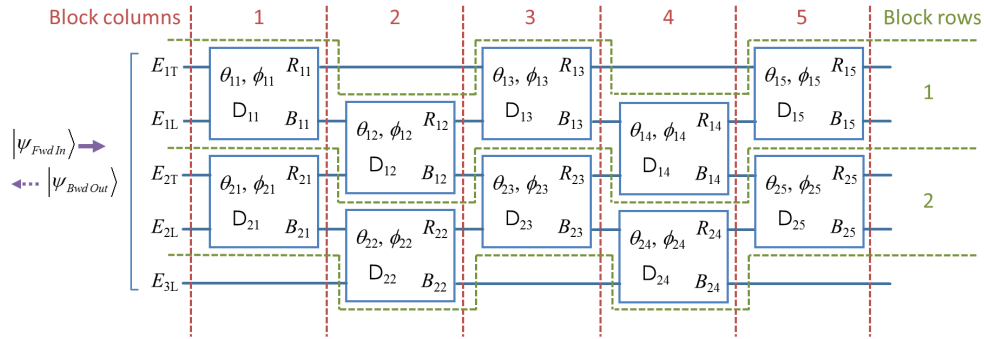 Block columns 1 2 3 4 5 Block rows
E1T θ11, ϕ11 R11 θ13, ϕ13 R13 θ15, ϕ15 R15
1
E1L D11 B11 θ12, ϕ12 R12 D13 B13 θ14, ϕ14 R14 D15 B15
|ψFwd In⟩
D12 D14
E2T θ21, ϕ21 R21 B12 θ23, ϕ23 R23 B14 θ25, ϕ25 R25
|ψBwd Out⟩
2
D21 D23 D25
E2L B21 θ22, ϕ22 R22 B23 θ24, ϕ24 R24 B25
D22 D24
E3L B22 B24